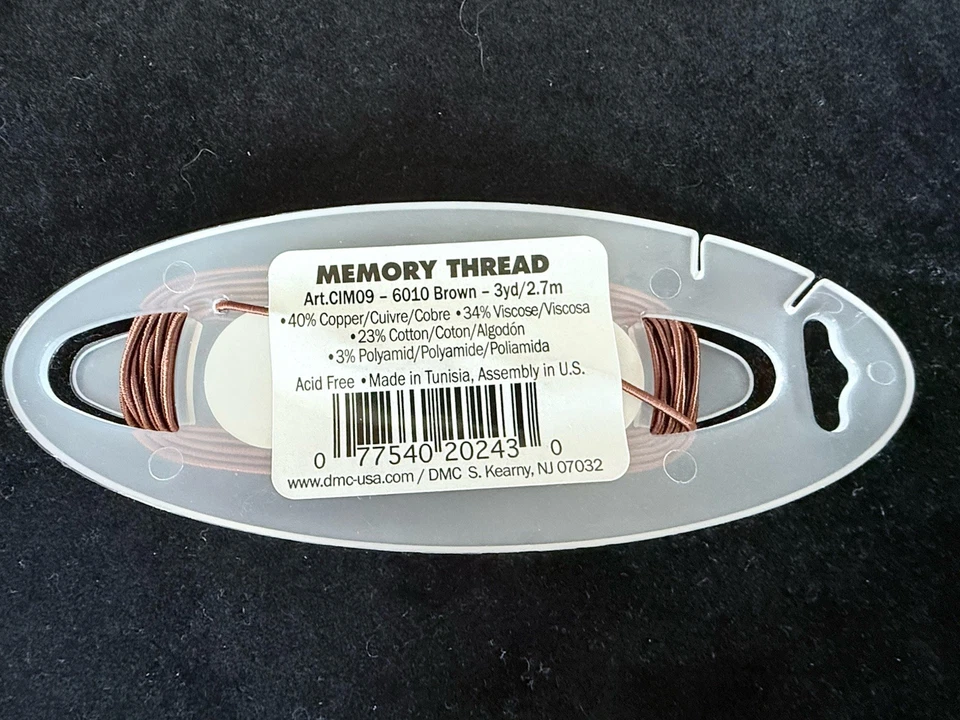 MEMORY THREAD
Art.CIM09 – 6010 Brown – 3yd/2.7m
•40% Copper/Cuivre/Cobre •34% Viscose/Viscosa
•23% Cotton/Coton/Algodón
•3% Polyamid/Polyamide/Poliamida
Acid Free •Made in Tunisia, Assembly in U.S.
0 77540 20243 0
www.dmc-usa.com / DMC S. Kearny, NJ 07032